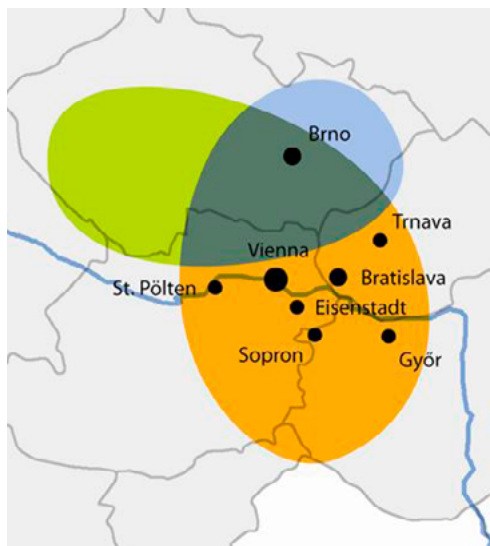 Brno
Trnava
Vienna
Bratislava
St. Pölten
Eisenstadt
Sopron
Győr